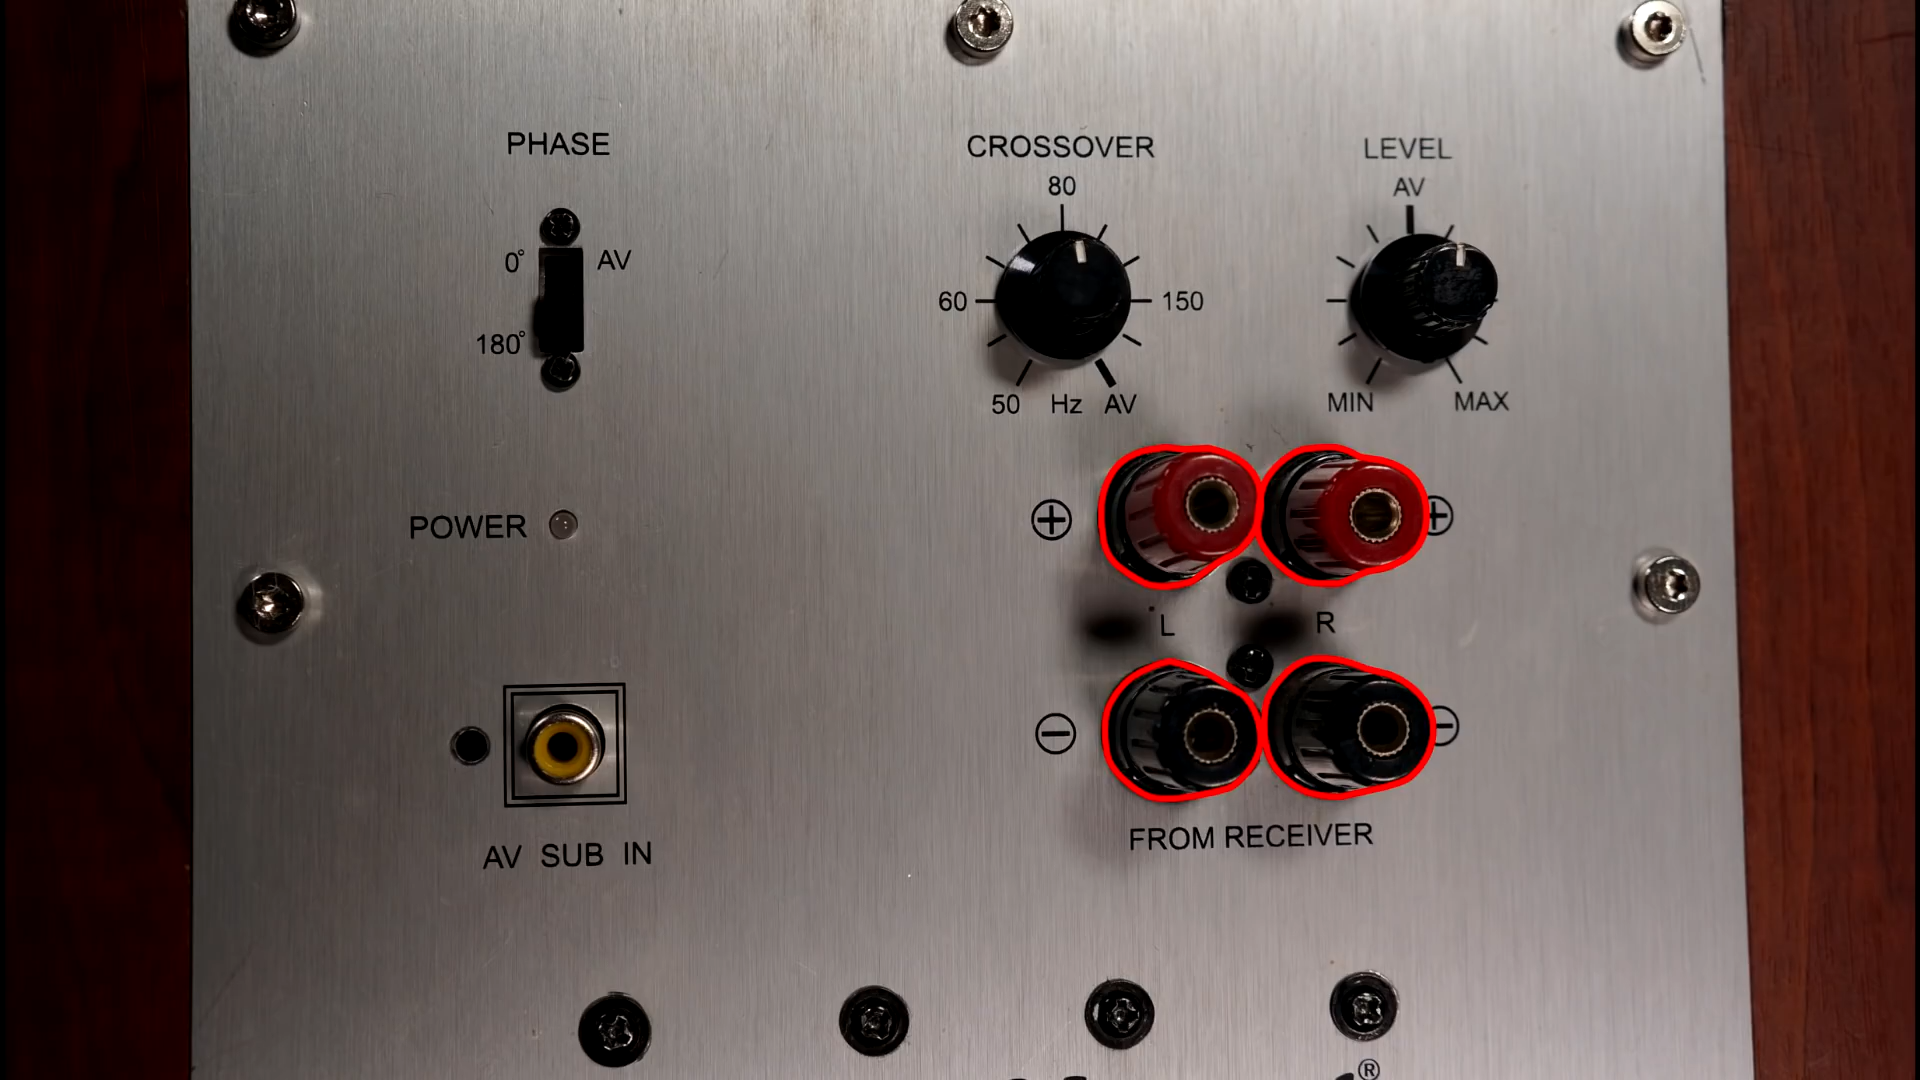 PHASE
CROSSOVER
LEVEL
80
AV
0°
AV
60
150
180°
50 Hz AV
MIN
MAX
POWER
L
R
AV SUB IN
FROM RECEIVER
®